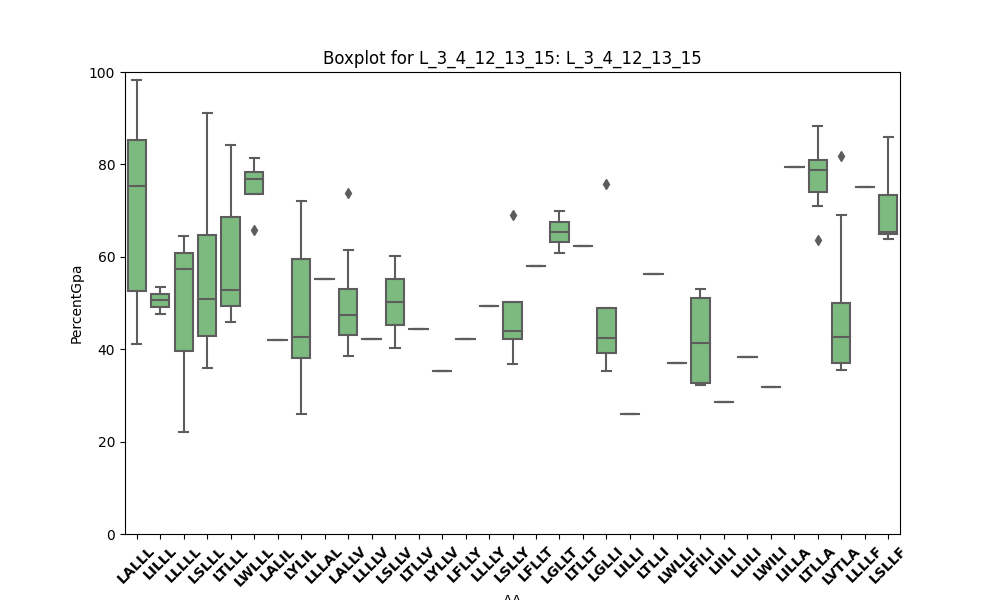 Boxplot for L_3_4_12_13_15: L_3_4_12_13_15
PercentGpa
100
80
60
40
20
0
LALLL
LILLL
LLLLL
LSLLL
LTLLL
LWLLL
LALIL
LYLIL
LLLAL
LALLV
LLLLV
LSLLV
LTLLV
LYLLV
LFLLY
LLLLY
LSLLY
LFLLT
LGLLT
LTLLT
LGLLI
LILLI
LTLLI
LWLLI
LFILI
LIILI
LLILI
LWILI
LILLA
LTLLA
LVTLA
LLLLF
LSLLF